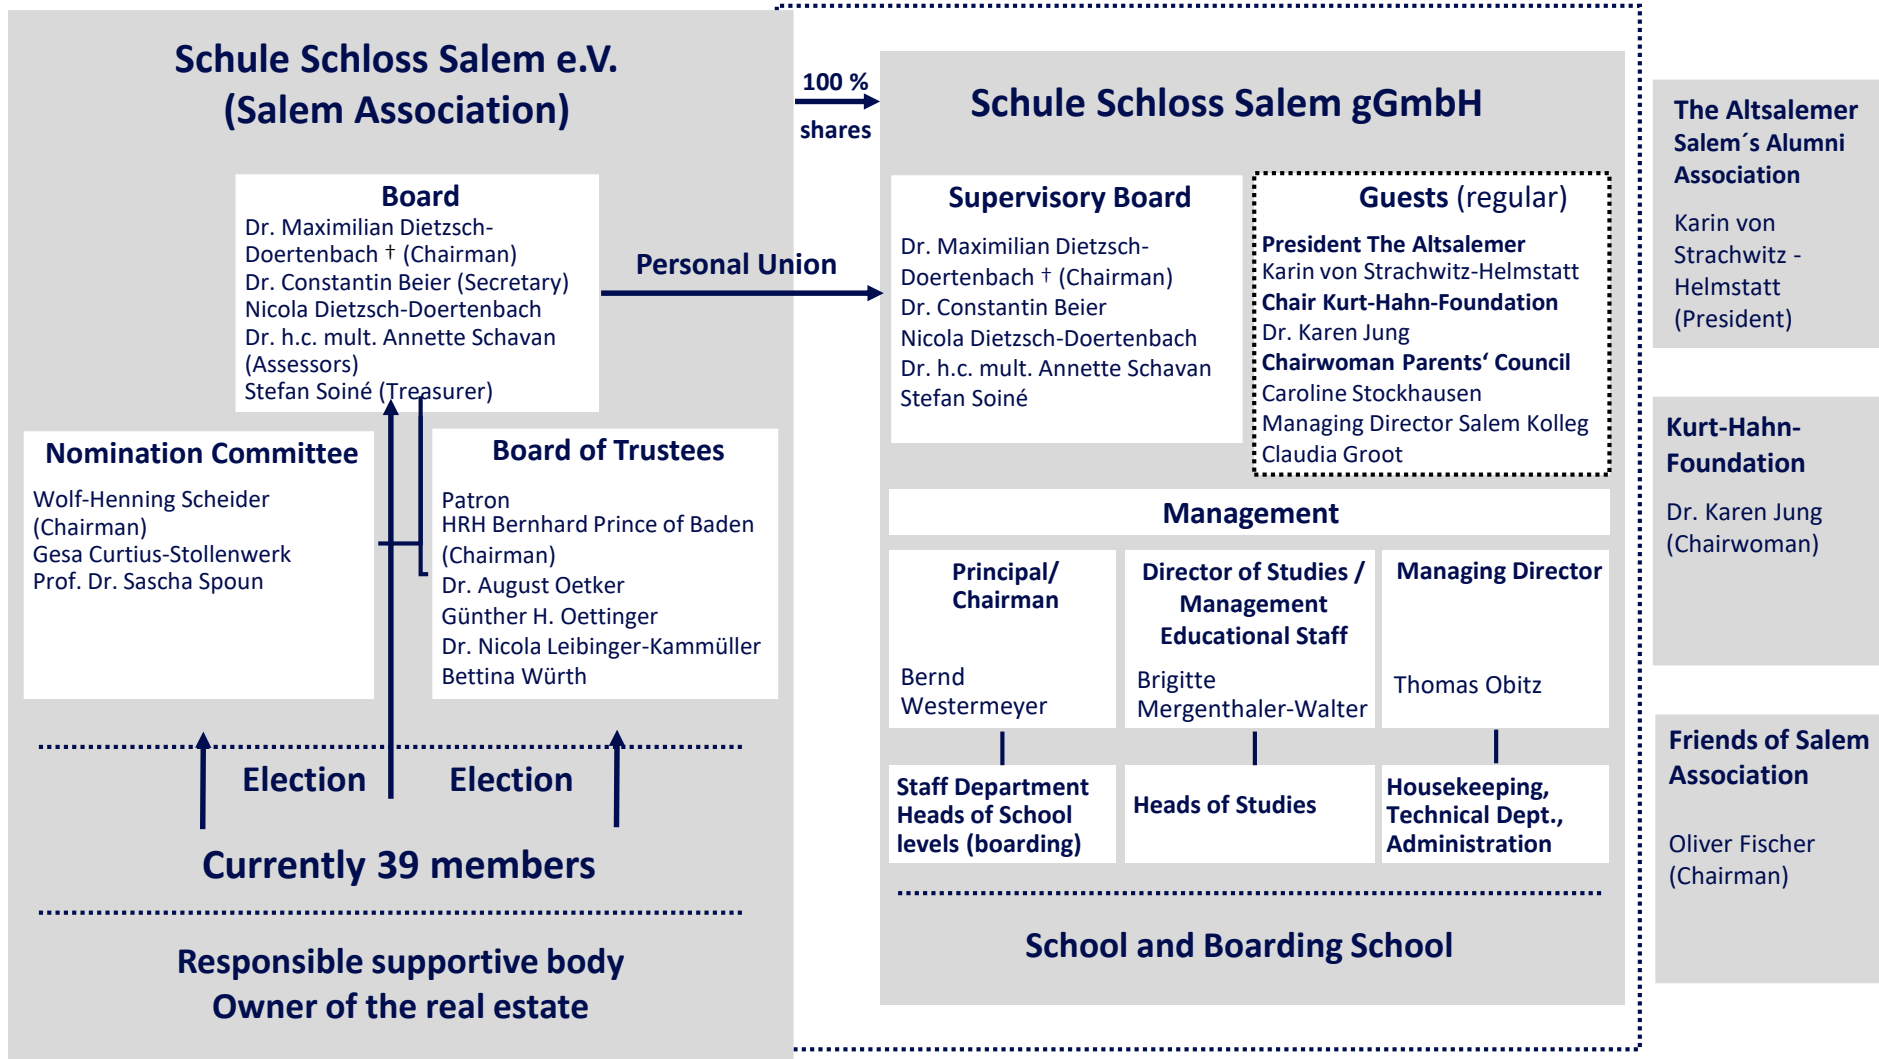 Schule Schloss Salem e.V.
(Salem Association)
Board
Dr. Maximilian Dietzsch-
Doertenbach † (Chairman)
Dr. Constantin Beier (Secretary)
Nicola Dietzsch-Doertenbach
Dr. h.c. mult. Annette Schavan
(Assessors)
Stefan Soiné (Treasurer)
Nomination Committee
Wolf-Henning Scheider
(Chairman)
Gesa Curtius-Stollenwerk
Prof. Dr. Sascha Spoun
Board of Trustees
Patron
HRH Bernhard Prince of Baden
(Chairman)
Dr. August Oetker
Günther H. Oettinger
Dr. Nicola Leibinger-Kammüller
Bettina Würth
Election
Election
Currently 39 members
Responsible supportive body
Owner of the real estate
100 %
shares
Personal Union
Schule Schloss Salem gGmbH
Supervisory Board
Dr. Maximilian Dietzsch-
Doertenbach † (Chairman)
Dr. Constantin Beier
Nicola Dietzsch-Doertenbach
Dr. h.c. mult. Annette Schavan
Stefan Soiné
Guests (regular)
President The Altsalemer
Karin von Strachwitz-Helmstatt
Chair Kurt-Hahn-Foundation
Dr. Karen Jung
Chairwoman Parents‘ Council
Caroline Stockhausen
Managing Director Salem Kolleg
Claudia Groot
Management
Principal/
Chairman
Bernd
Westermeyer
Director of Studies /
Management
Educational Staff
Brigitte
Mergenthaler-Walter
Managing Director
Thomas Obitz
Staff Department
Heads of School
levels (boarding)
Heads of Studies
Housekeeping,
Technical Dept.,
Administration
School and Boarding School
The Altsalemer
Salem´s Alumni
Association
Karin von
Strachwitz -
Helmstatt
(President)
Kurt-Hahn-
Foundation
Dr. Karen Jung
(Chairwoman)
Friends of Salem
Association
Oliver Fischer
(Chairman)